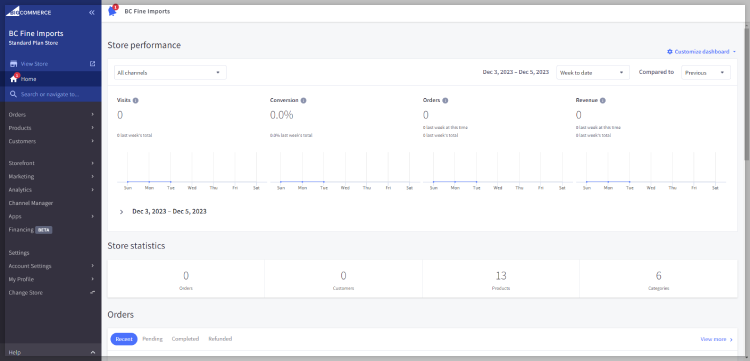 BIGCOMMERCE
BC Fine Imports
Standard Plan Store
View Store
Home
Search or navigate to...
Orders
Products
Customers
Storefront
Marketing
Analytics
Channel Manager
Apps
Financing BETA
Settings
Account Settings
My Profile
Change Store
Help
1 BC Fine Imports
Store performance
Customize dashboard
All channels Dec 3, 2023 – Dec 5, 2023 Week to date Compared to Previous
Visits Conversion Orders Revenue
0 0.0% 0 0
0 last week at this time 0 last week at this time
0 last week's total 0.0% last week's total 0 last week's total 0 last week's total
Sun Mon Tue Wed Thu Fri Sat Sun Mon Tue Wed Thu Fri Sat Sun Mon Tue Wed Thu Fri Sat Sun Mon Tue Wed Thu Fri Sat
Dec 3, 2023 – Dec 5, 2023
Store statistics
0 0 13 6
Orders Customers Products Categories
Orders
Recent Pending Completed Refunded View more